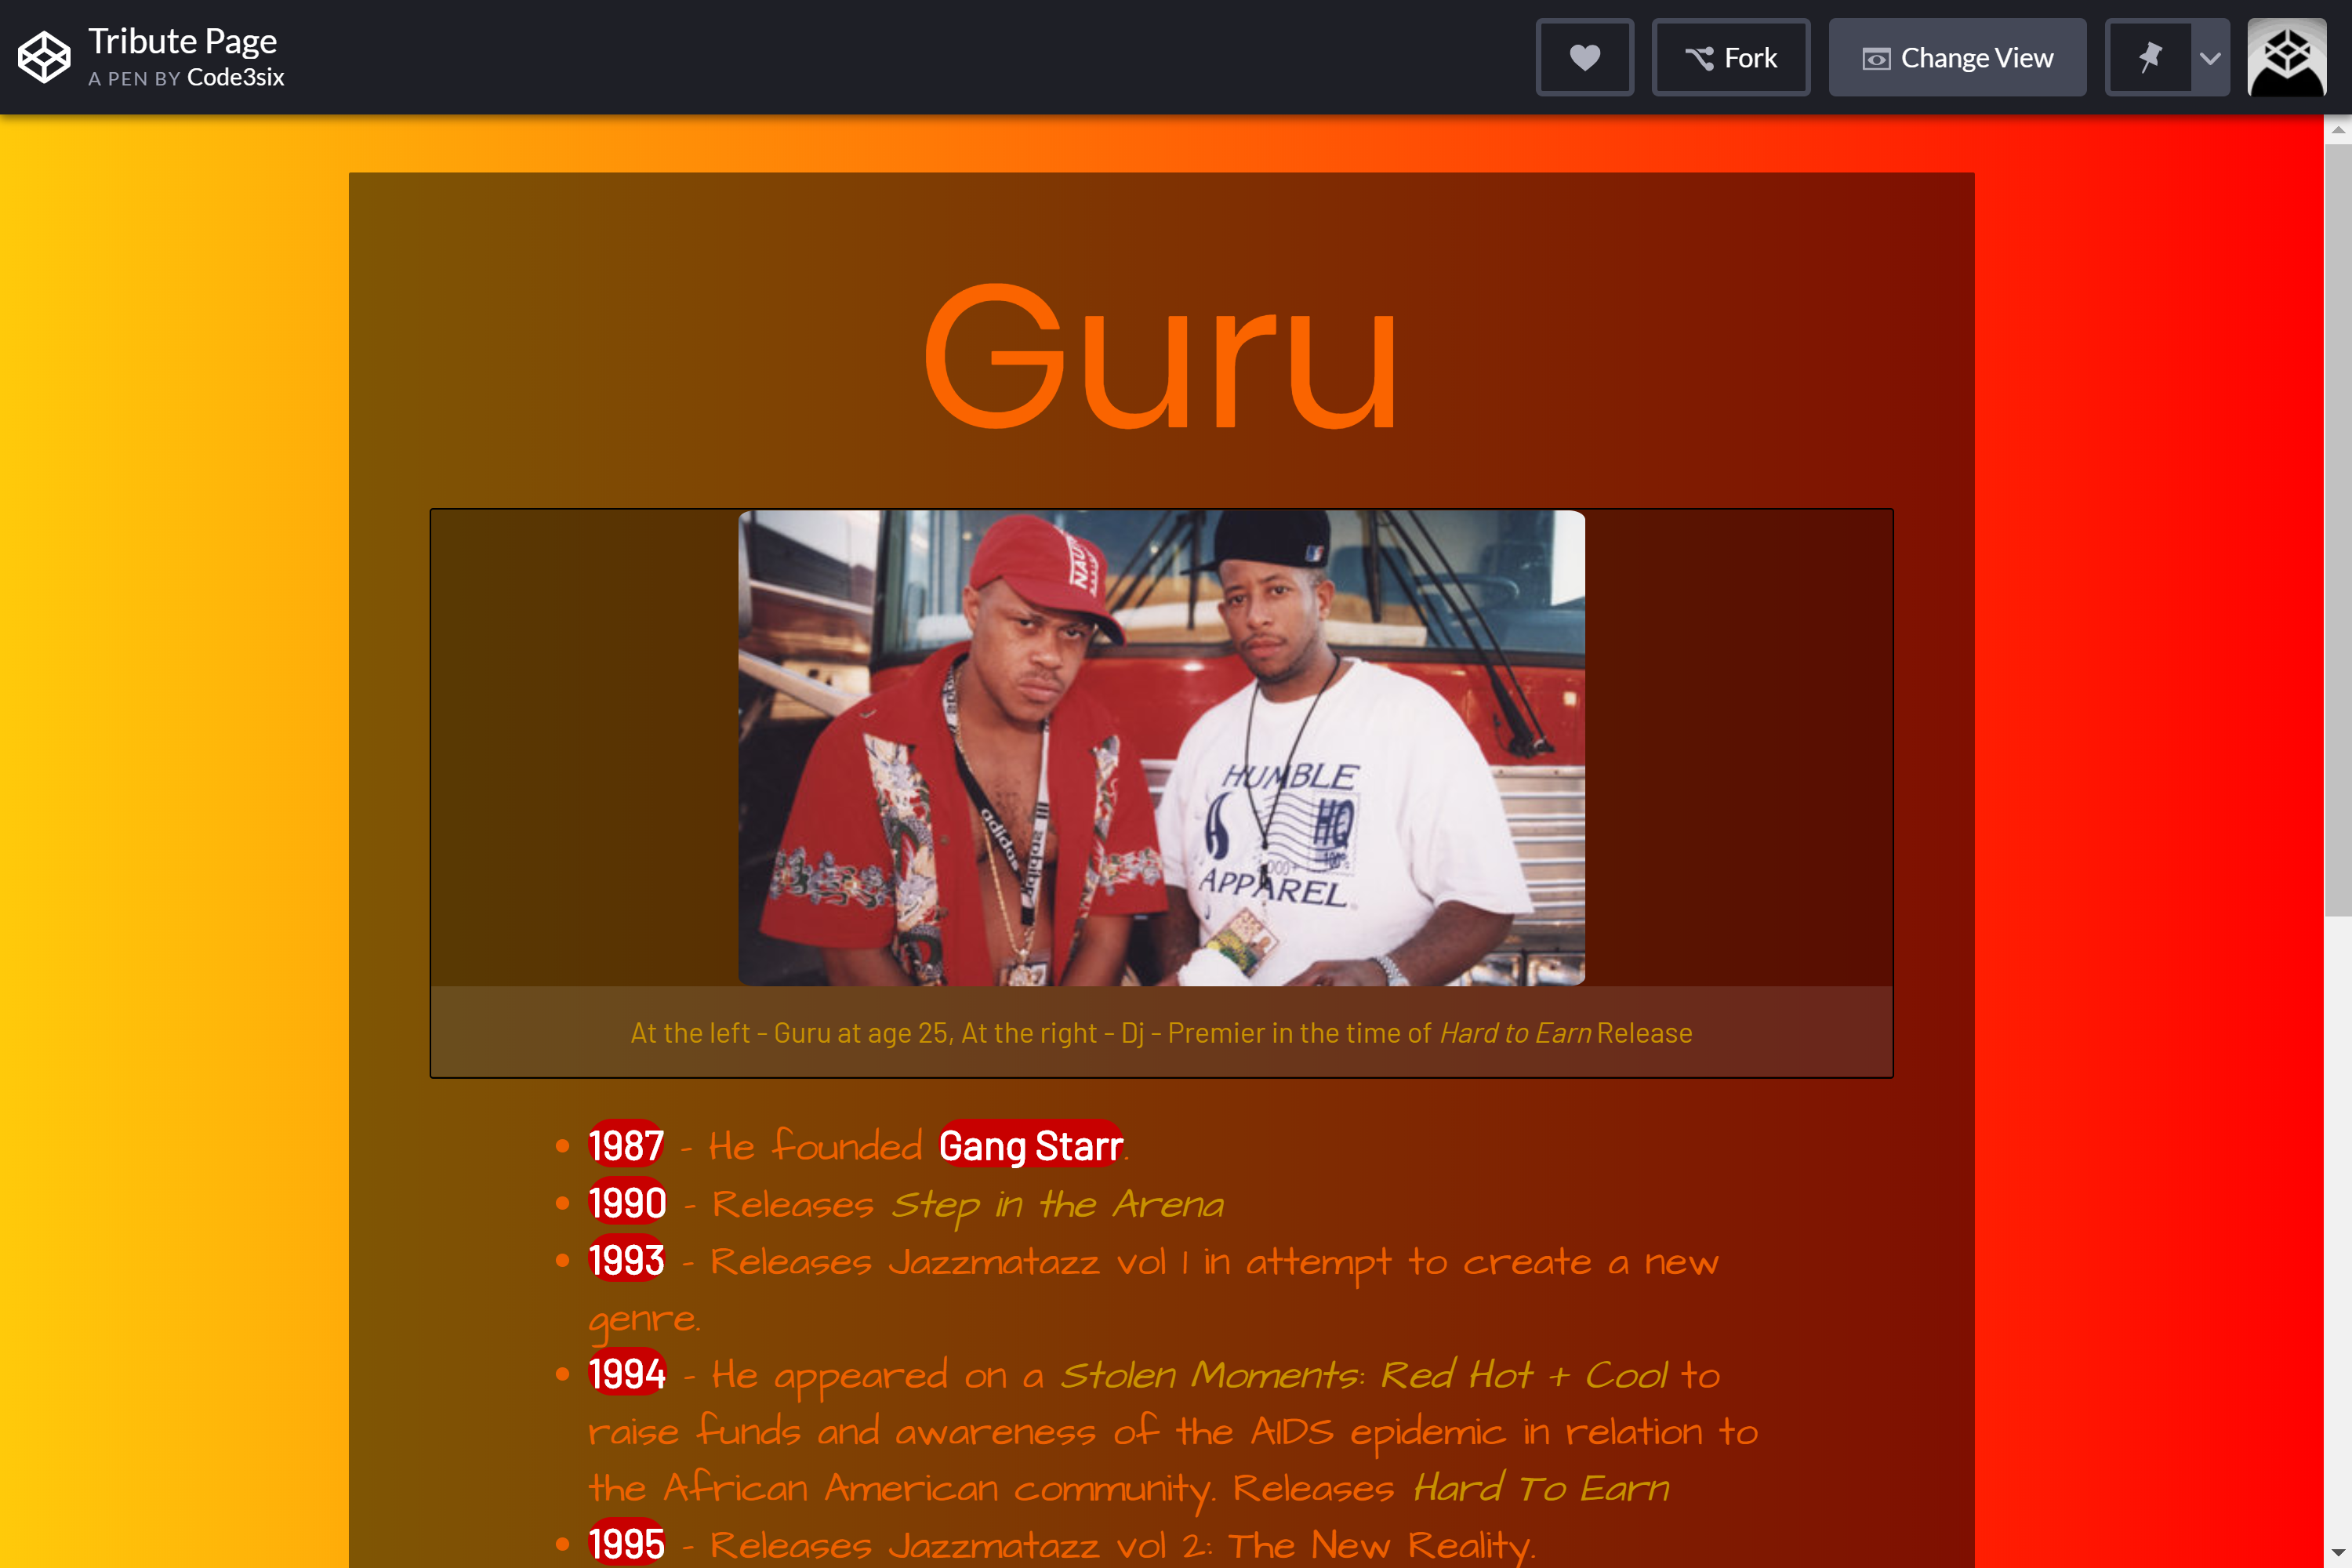 Tribute Page
A PEN BY Code3six
Fork
Change View
Guru
NAUTI
adidas
adidas
HUMBLE
HQ
100%
000+
APPAREL
At the left - Guru at age 25, At the right - Dj - Premier in the time of Hard to Earn Release
• 1987 - He founded Gang Starr.
• 1990 - Releases Step in the Arena
• 1993 - Releases Jazzmatazz vol 1 in attempt to create a new
genre.
• 1994 - He appeared on a Stolen Moments: Red Hot + Cool to
raise funds and awareness of the AIDS epidemic in relation to
the African American community. Releases Hard To Earn
• 1995 - Releases Jazzmatazz vol 2: The New Reality.